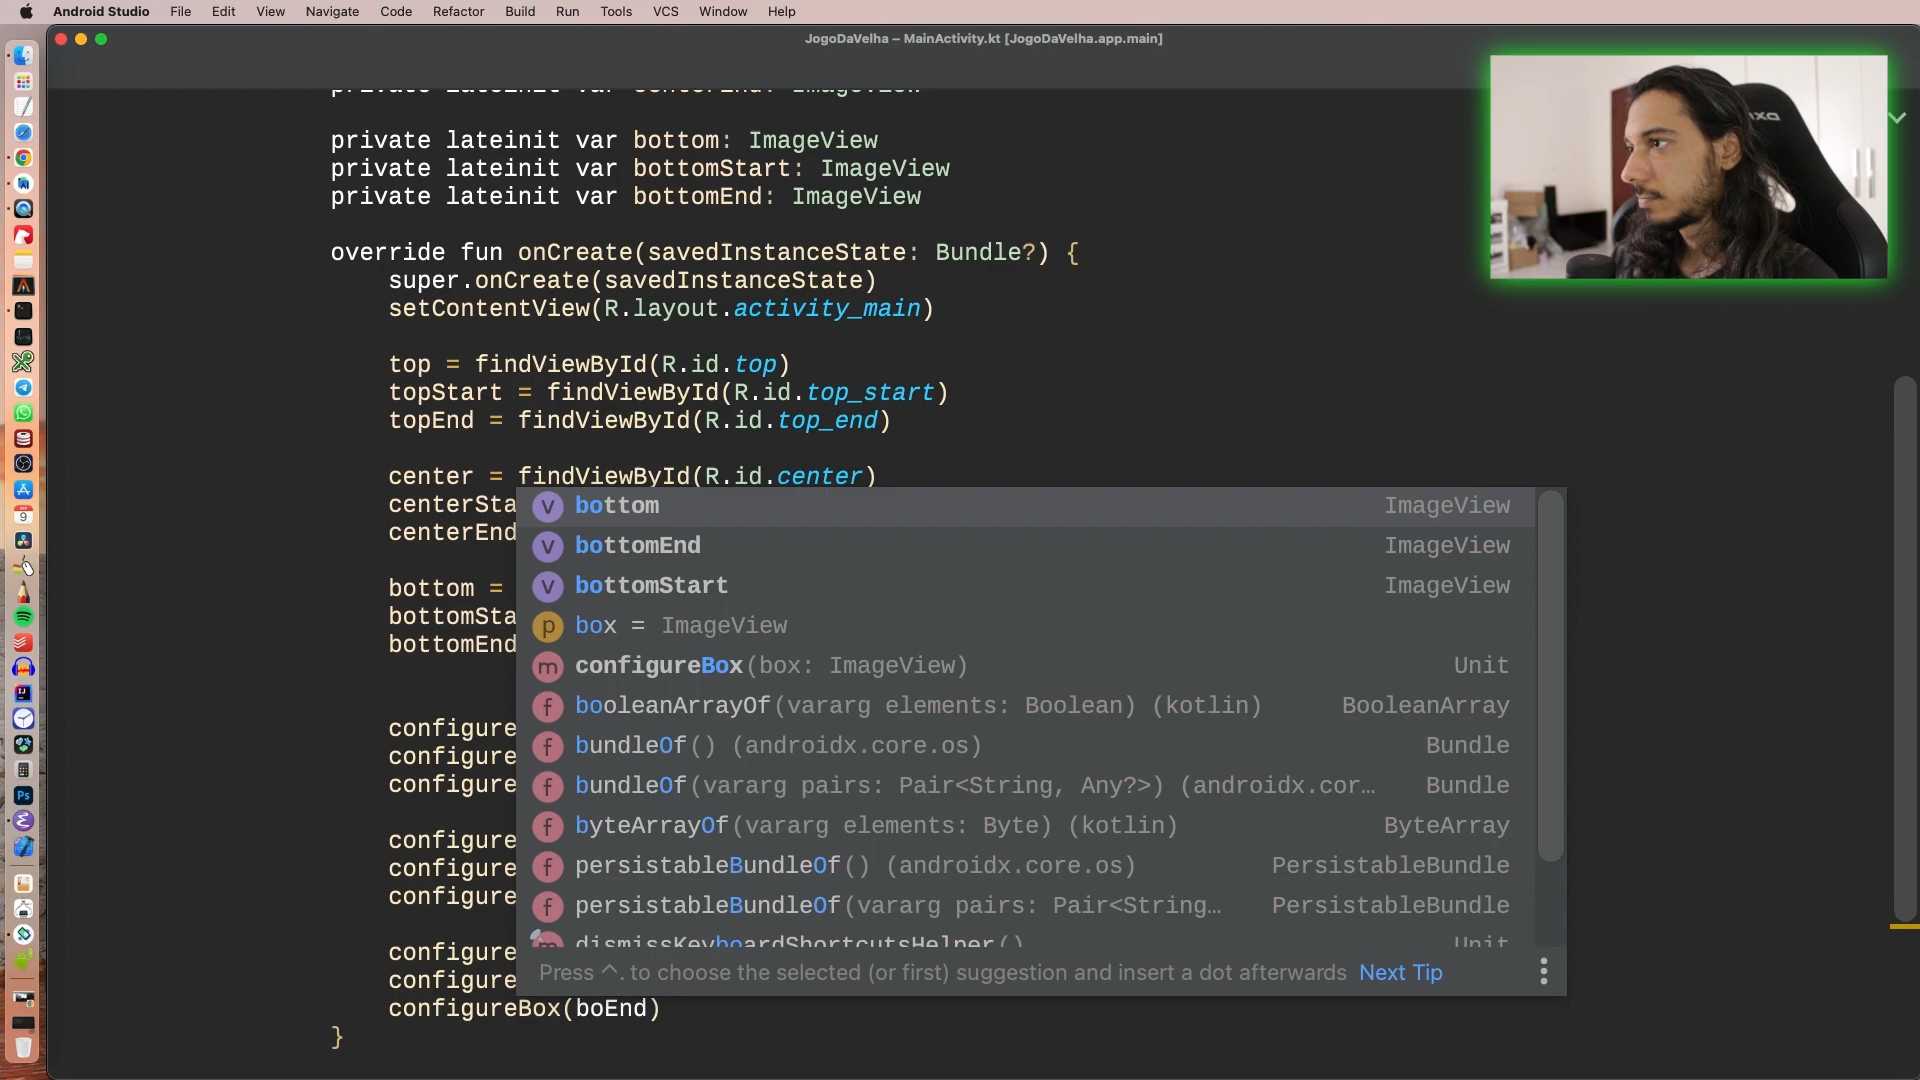 Android Studio File Edit View Navigate Code Refactor Build Run Tools VCS Window Help
JogoDaVelha – MainActivity.kt [JogoDaVelha.app.main]
private lateinit var centerEnd: ImageView
private lateinit var bottom: ImageView
private lateinit var bottomStart: ImageView
private lateinit var bottomEnd: ImageView
override fun onCreate(savedInstanceState: Bundle?) {
super.onCreate(savedInstanceState)
setContentView(R.layout.activity_main)
top = findViewById(R.id.top)
topStart = findViewById(R.id.top_start)
topEnd = findViewById(R.id.top_end)
center = findViewById(R.id.center)
centerSta
centerEnd
bottom =
bottomSta
bottomEnd
configure
configure
configure
configure
configure
configure
configure
configure
configureBox(boEnd)
}
V bottom ImageView
V bottomEnd ImageView
V bottomStart ImageView
p box = ImageView
m configureBox(box: ImageView) Unit
f booleanArrayOf(vararg elements: Boolean) (kotlin) BooleanArray
f bundleOf() (androidx.core.os) Bundle
f bundleOf(vararg pairs: Pair<String, Any?>) (androidx.cor… Bundle
f byteArrayOf(vararg elements: Byte) (kotlin) ByteArray
f persistableBundleOf() (androidx.core.os) PersistableBundle
f persistableBundleOf(vararg pairs: Pair<String… PersistableBundle
m dismissKeyboardShortcutsHelper() Unit
Press ^. to choose the selected (or first) suggestion and insert a dot afterwards Next Tip
9
Ps